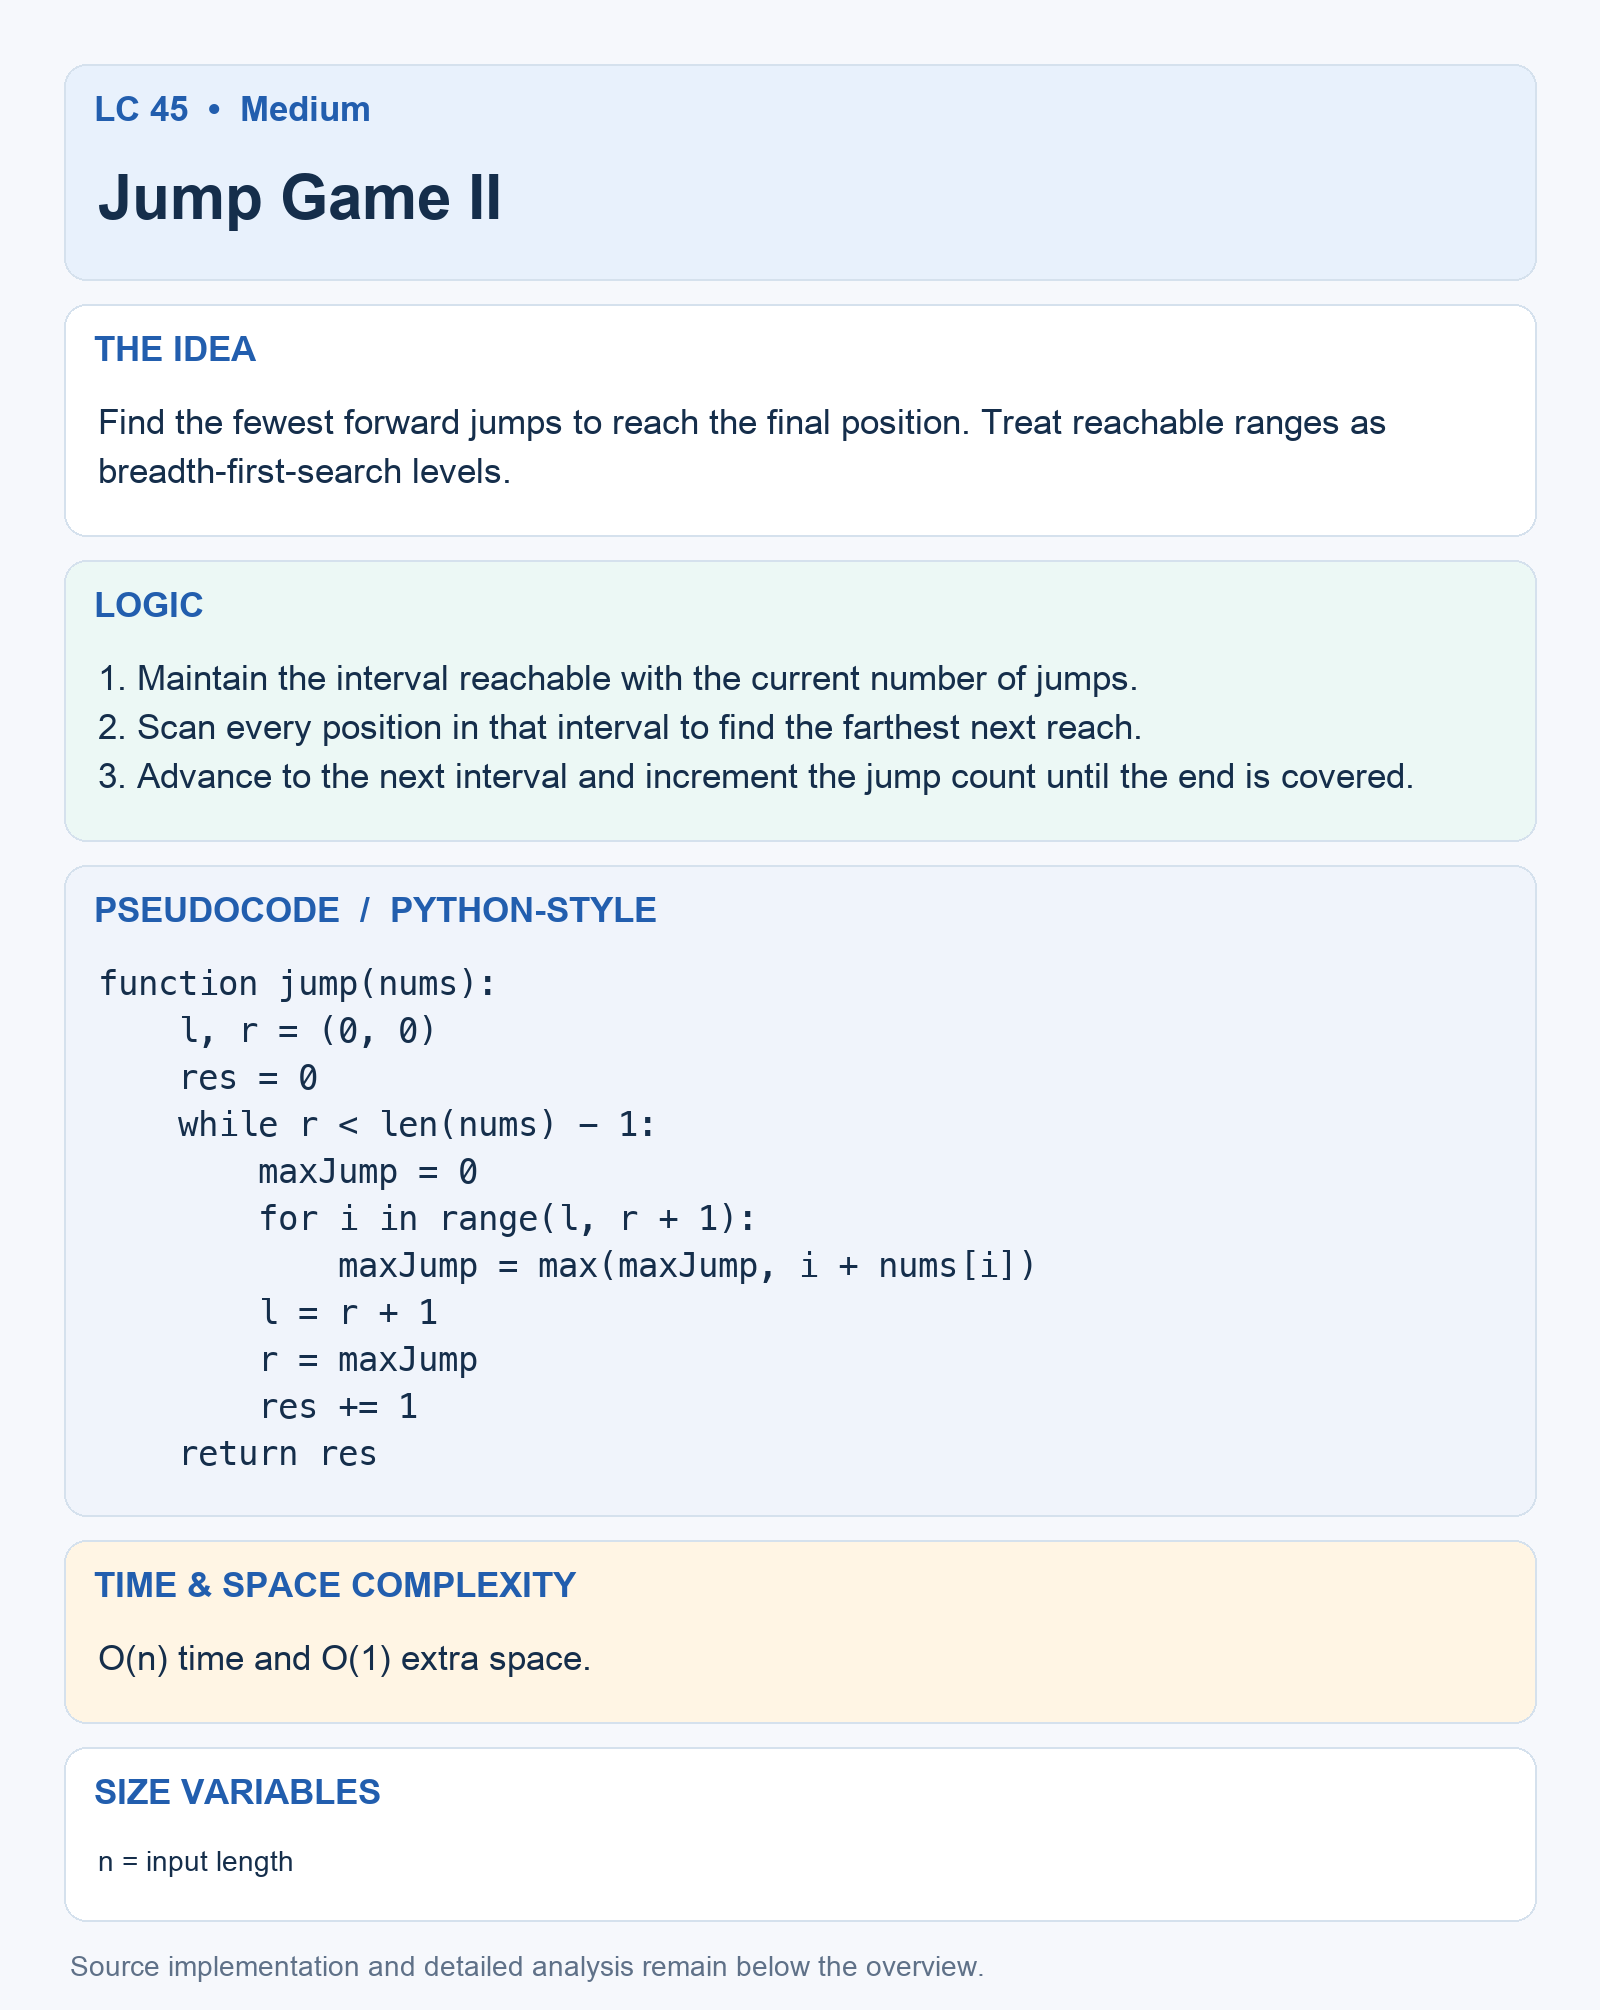 LC 45 • Medium
Jump Game II
THE IDEA
Find the fewest forward jumps to reach the final position. Treat reachable ranges as
breadth-first-search levels.
LOGIC
1. Maintain the interval reachable with the current number of jumps.
2. Scan every position in that interval to find the farthest next reach.
3. Advance to the next interval and increment the jump count until the end is covered.
PSEUDOCODE / PYTHON-STYLE
function jump(nums):
    l, r = (0, 0)
    res = 0
    while r < len(nums) − 1:
        maxJump = 0
        for i in range(l, r + 1):
            maxJump = max(maxJump, i + nums[i])
        l = r + 1
        r = maxJump
        res += 1
    return res
TIME & SPACE COMPLEXITY
O(n) time and O(1) extra space.
SIZE VARIABLES
n = input length
Source implementation and detailed analysis remain below the overview.